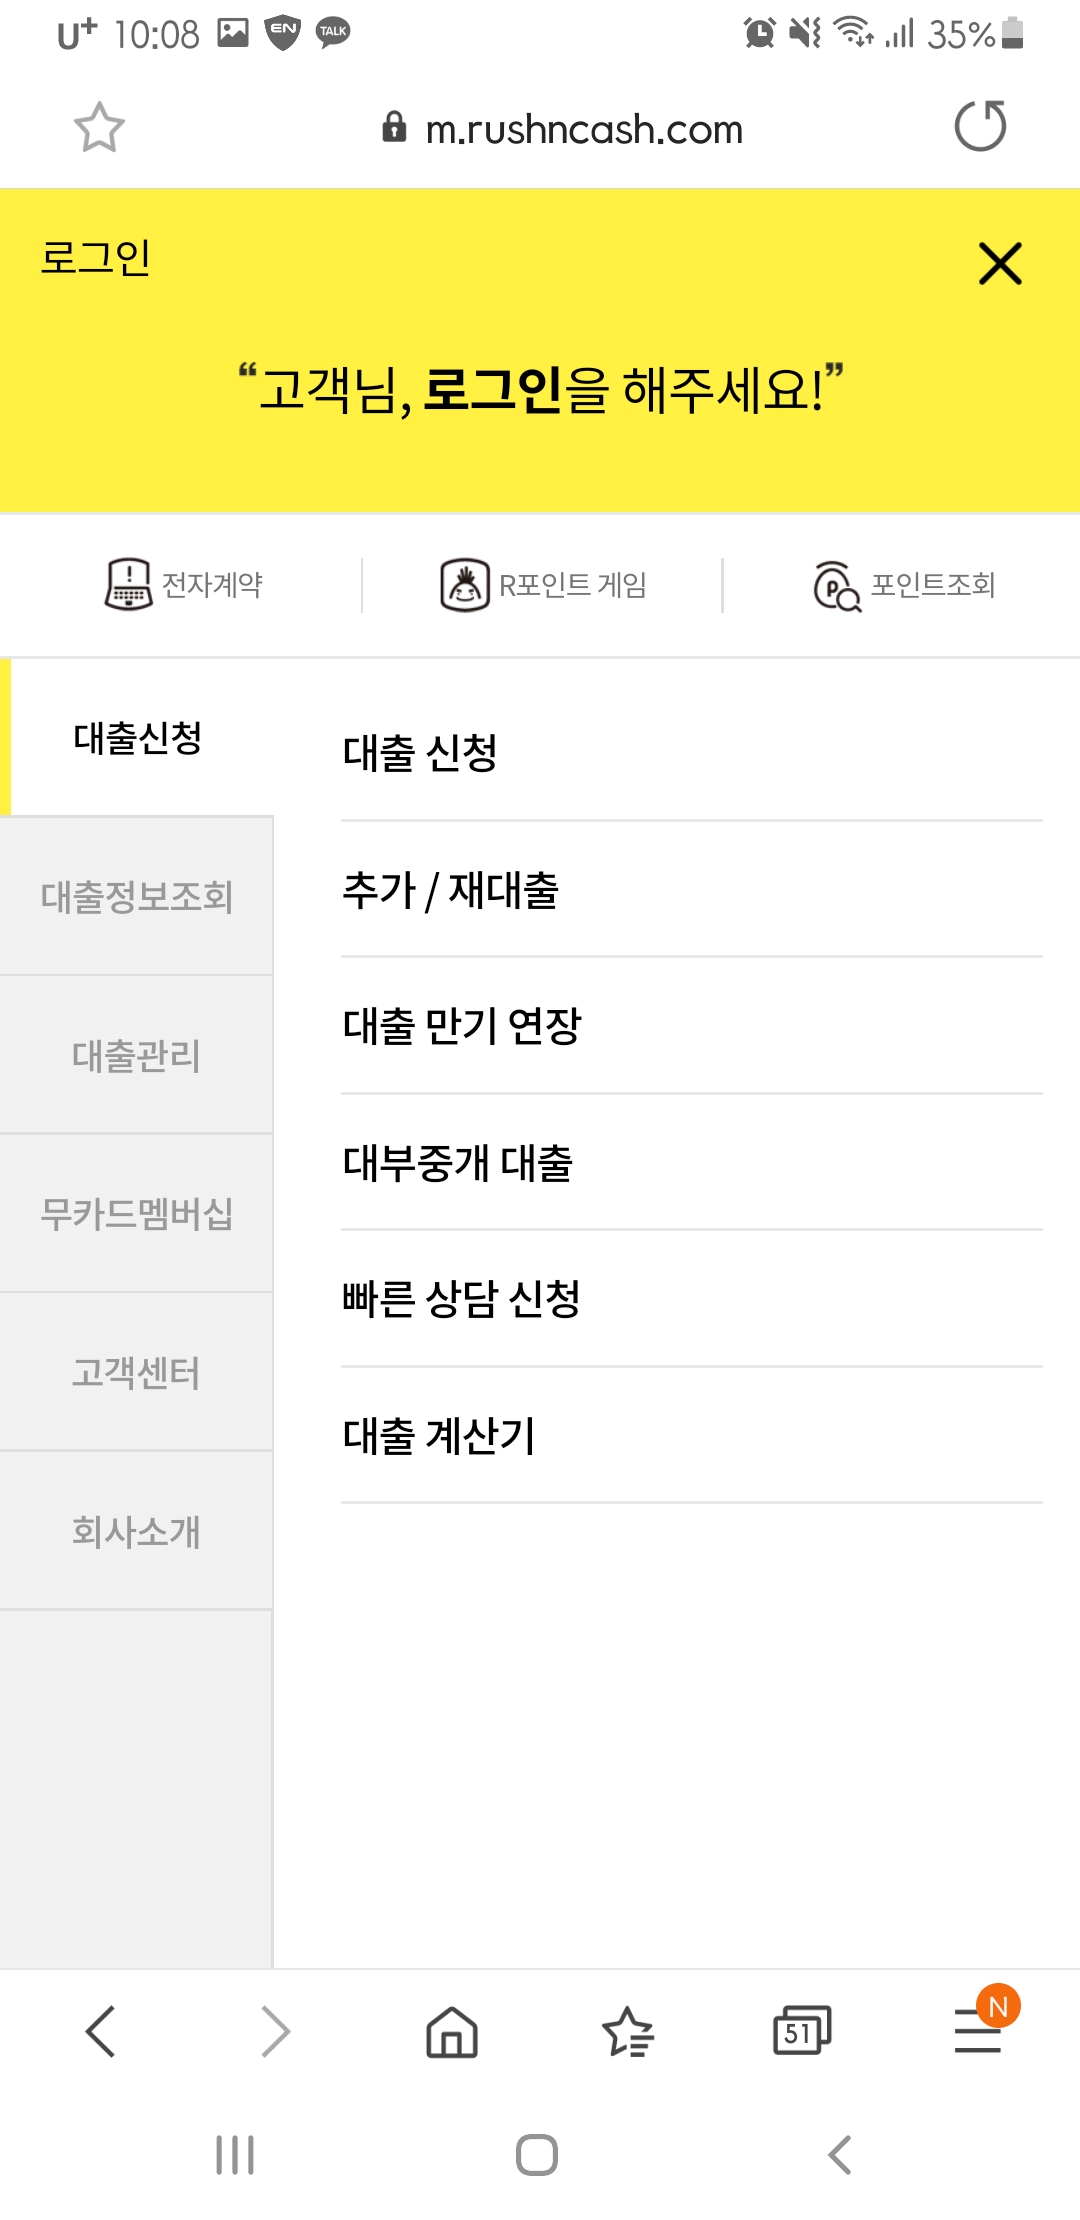 U+ 10:08 EN TALK 35%
m.rushncash.com
로그인
“고객님, 로그인을 해주세요!”
전자계약 R포인트 게임 포인트조회
대출신청
대출정보조회
대출관리
무카드멤버십
고객센터
회사소개
대출 신청
추가 / 재대출
대출 만기 연장
대부중개 대출
빠른 상담 신청
대출 계산기
51 N